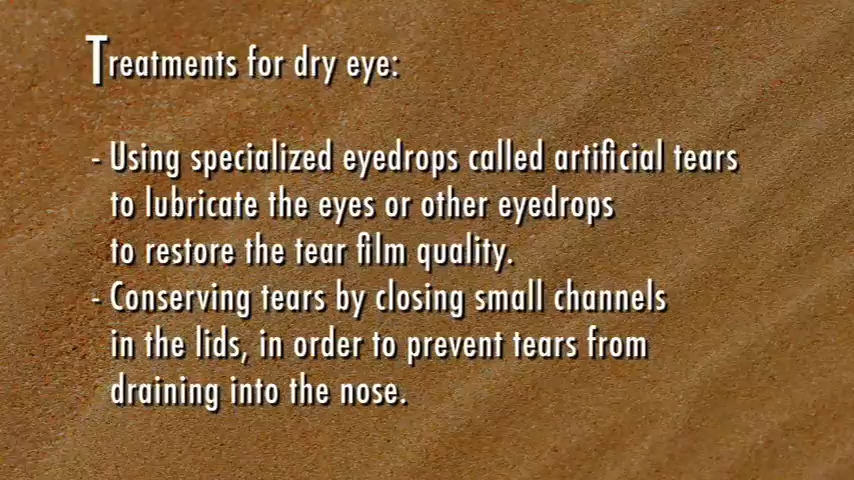 Treatments for dry eye:
- Using specialized eyedrops called artificial tears
to lubricate the eyes or other eyedrops
to restore the tear film quality.
- Conserving tears by closing small channels
in the lids, in order to prevent tears from
draining into the nose.